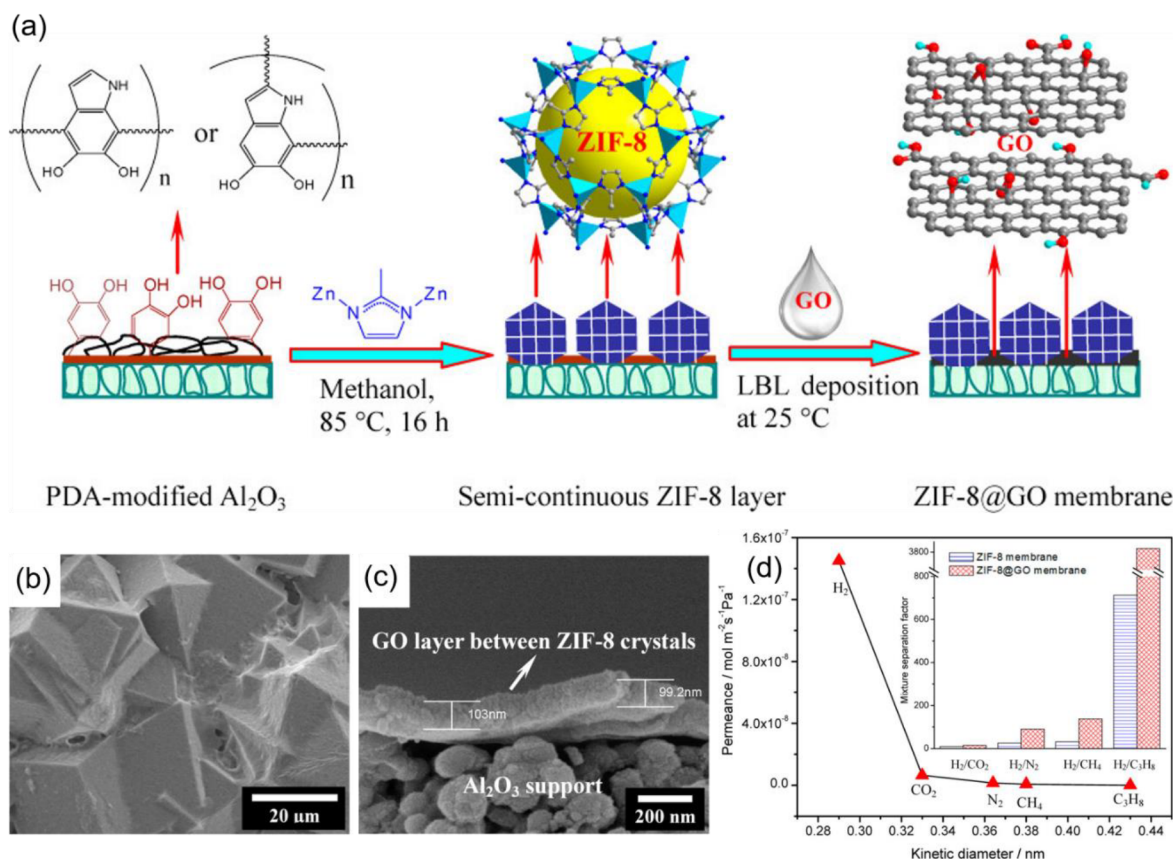 (a)
NH
HO
OH
n
or
NH
HO
OH
n
OH
HO
HO
OH
OH
HO
Zn
N
N
Zn
Methanol,
85 °C, 16 h
ZIF-8
GO
LBL deposition
at 25 °C
GO
PDA-modified Al₂O₃
Semi-continuous ZIF-8 layer
ZIF-8@GO membrane
(b)
20 µm
(c)
GO layer between ZIF-8 crystals
103nm
99.2nm
Al₂O₃ support
200 nm
(d)
Permeance / mol m⁻²s⁻¹Pa⁻¹
1.6x10⁻⁷
1.2x10⁻⁷
8.0x10⁻⁸
4.0x10⁻⁸
0.0
H₂
CO₂
N₂
CH₄
C₃H₈
0.28 0.30 0.32 0.34 0.36 0.38 0.40 0.42 0.44
Kinetic diameter / nm
Mixture separation factor
3800
800
600
400
200
0
ZIF-8 membrane
ZIF-8@GO membrane
H₂/CO₂ H₂/N₂ H₂/CH₄ H₂/C₃H₈